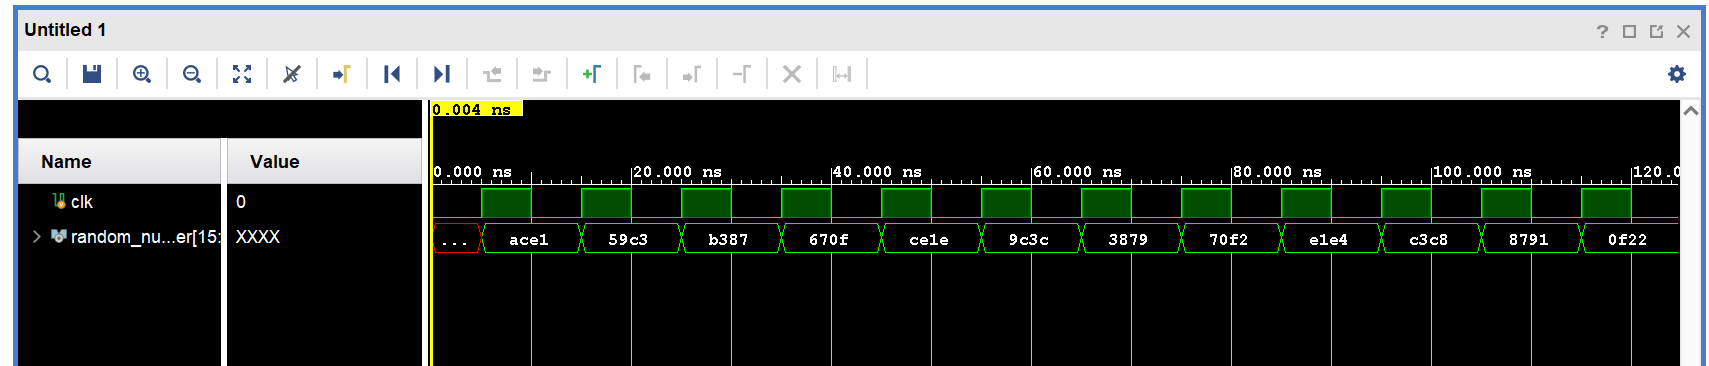 Untitled 1
?
0.004 ns
Name Value
0.000 ns 20.000 ns 40.000 ns 60.000 ns 80.000 ns 100.000 ns 120.0
clk 0
random_nu...er[15: XXXX ... ace1 59c3 b387 670f ce1e 9c3c 3879 70f2 e1e4 c3c8 8791 0f22